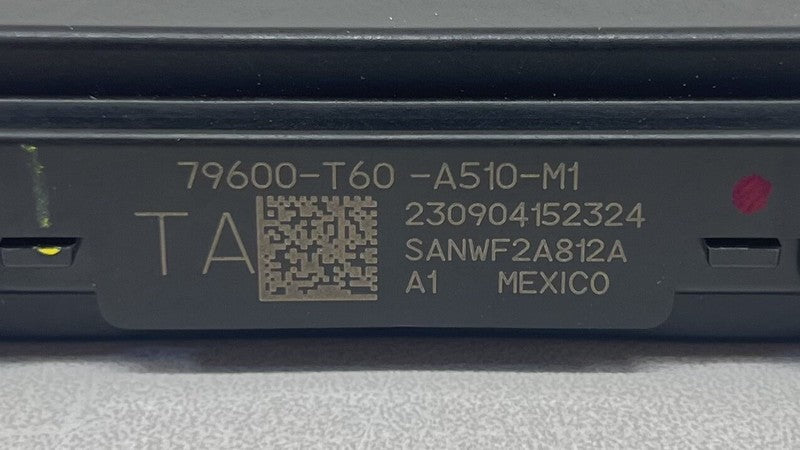 79600-T60 -A510-M1
TA
230904152324
SANWF2A812A
A1 MEXICO